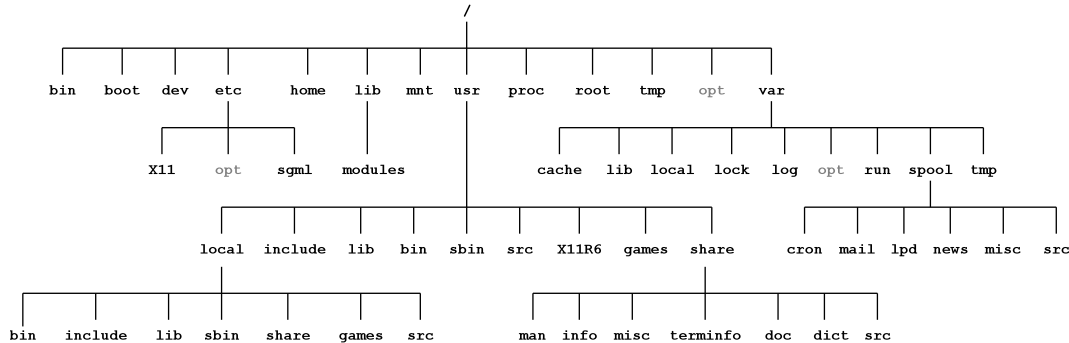 /
bin boot dev etc home lib mnt usr proc root tmp opt var
X11 opt sgml modules cache lib local lock log opt run spool tmp
local include lib bin sbin src X11R6 games share cron mail lpd news misc src
bin include lib sbin share games src man info misc terminfo doc dict src